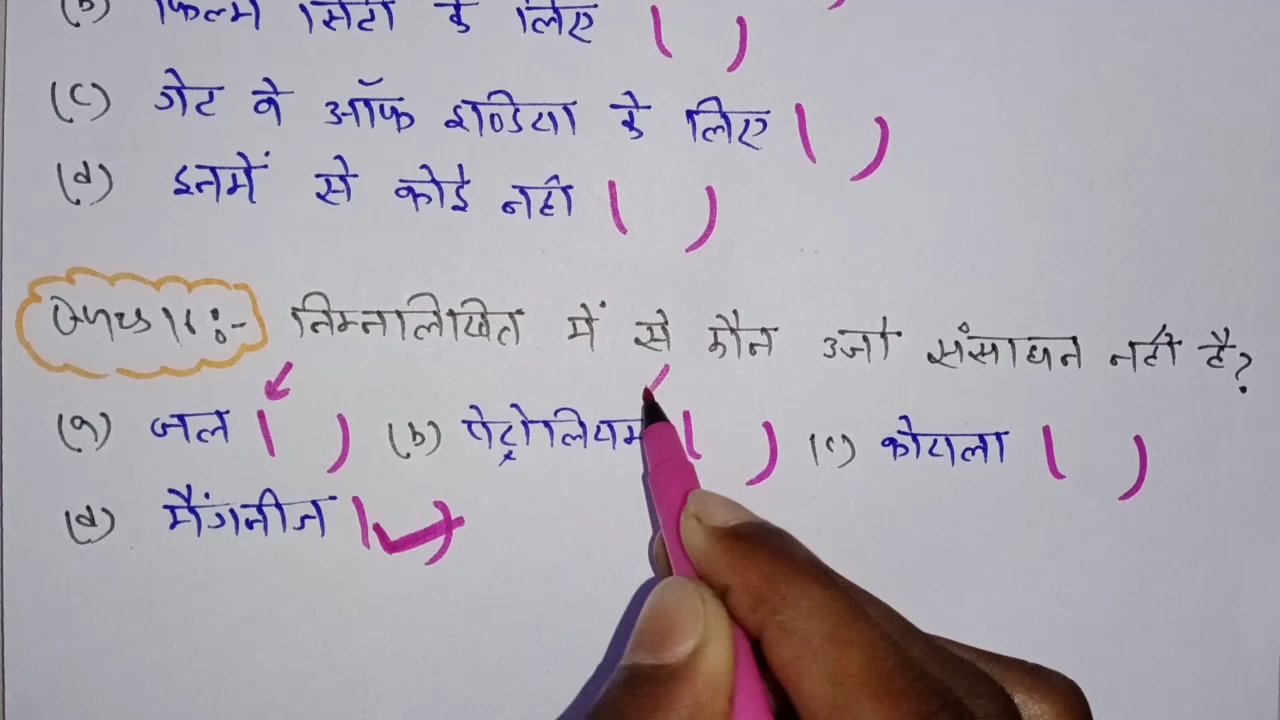 (b) फिल्म सिटी के लिए ( )
(c) गेट वे ऑफ इण्डिया के लिए ( )
(d) इनमें से कोई नही ( )
निम्नलिखित में से कौन उर्जा संसाधन नहीं है?
(a) जल ( ) (b) पेट्रोलियम ( ) (c) कोयला ( )
(d) मैंगनीज (✓)